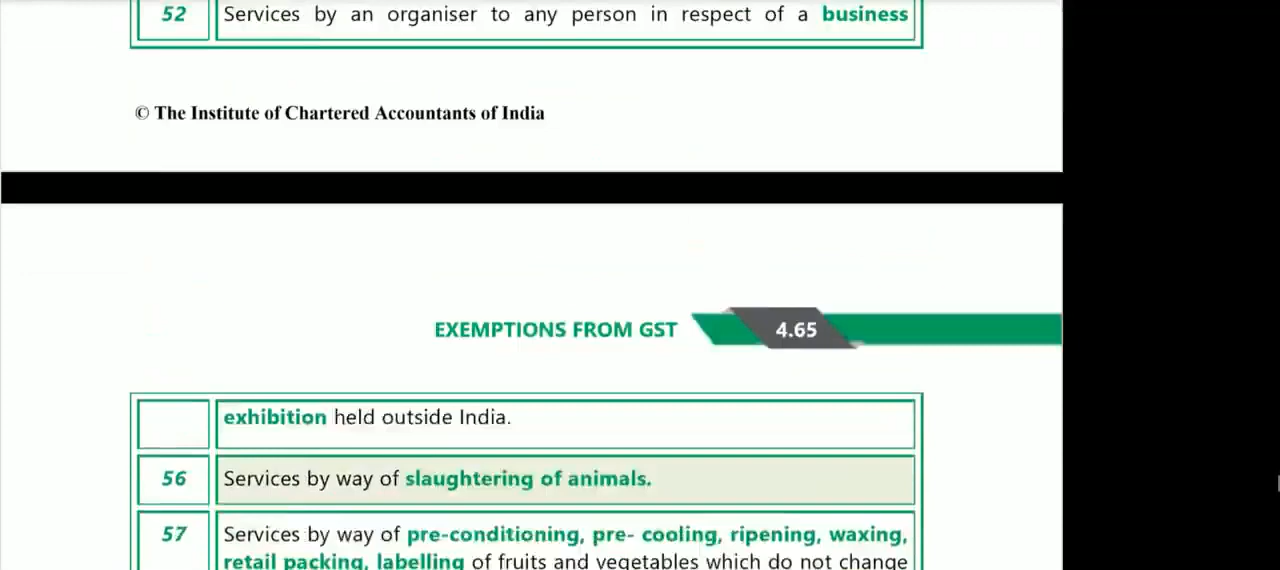 52 Services by an organiser to any person in respect of a business
© The Institute of Chartered Accountants of India
EXEMPTIONS FROM GST 4.65
exhibition held outside India.
56 Services by way of slaughtering of animals.
57 Services by way of pre-conditioning, pre- cooling, ripening, waxing,
retail packing, labelling of fruits and vegetables which do not change